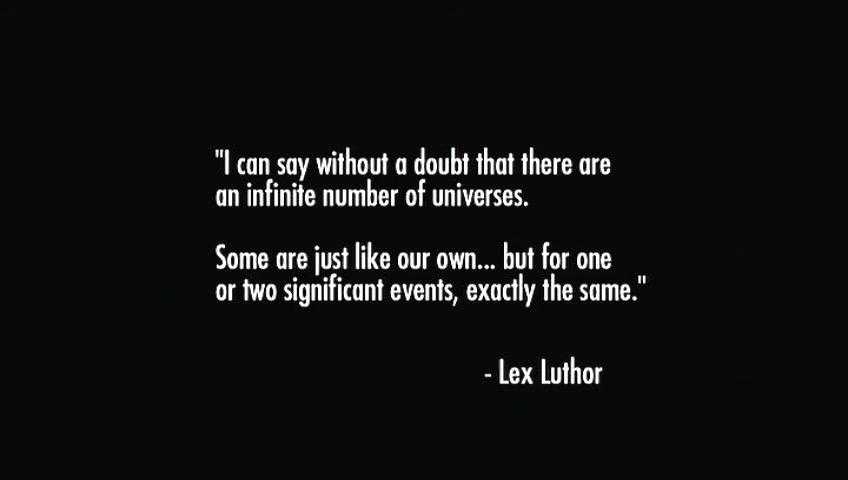 "I can say without a doubt that there are
an infinite number of universes.
Some are just like our own... but for one
or two significant events, exactly the same."
- Lex Luthor